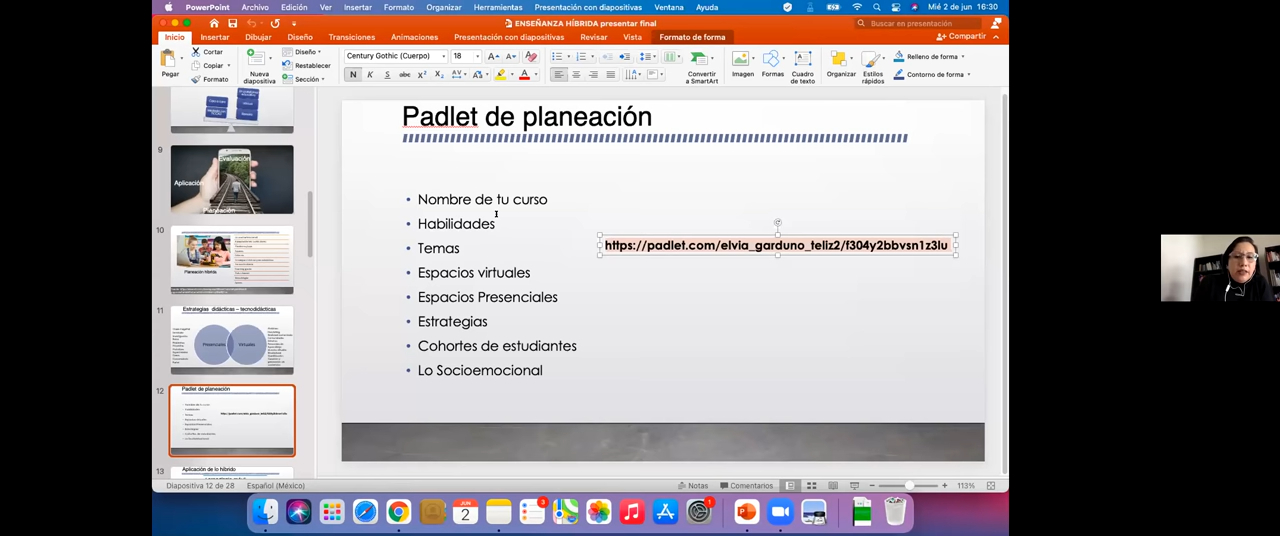 PowerPoint Archivo Edición Ver Insertar Formato Organizar Herramientas Presentación con diapositivas Ventana Ayuda Mié 2 de jun 16:30
ENSEÑANZA HÍBRIDA presentar final
Buscar en presentación
Inicio Insertar Dibujar Diseño Transiciones Animaciones Presentación con diapositivas Revisar Vista Formato de forma Compartir
Pegar
Cortar
Copiar
Formato
Nueva diapositiva
Diseño
Restablecer
Sección
Century Gothic (Cuerpo) 18
Convertir a SmartArt
Imagen
Formas
Cuadro de texto
Organizar
Estilos rápidos
Relleno de forma
Contorno de forma
9
Evaluación
Aplicación
Planeación
10
Planeación Híbrida
11
Estrategias didácticas – tecnodidácticas
Presenciales
Virtuales
12
Padlet de planeación
13
Aplicación de lo híbrido
Padlet de planeación
• Nombre de tu curso
• Habilidades
• Temas
• Espacios virtuales
• Espacios Presenciales
• Estrategias
• Cohortes de estudiantes
• Lo Socioemocional
https://padlet.com/elvia_garduno_teliz2/f304y2bbvsn1z3lu
Diapositiva 12 de 28 Español (México) Notas Comentarios 113%
JUN
2
3
1